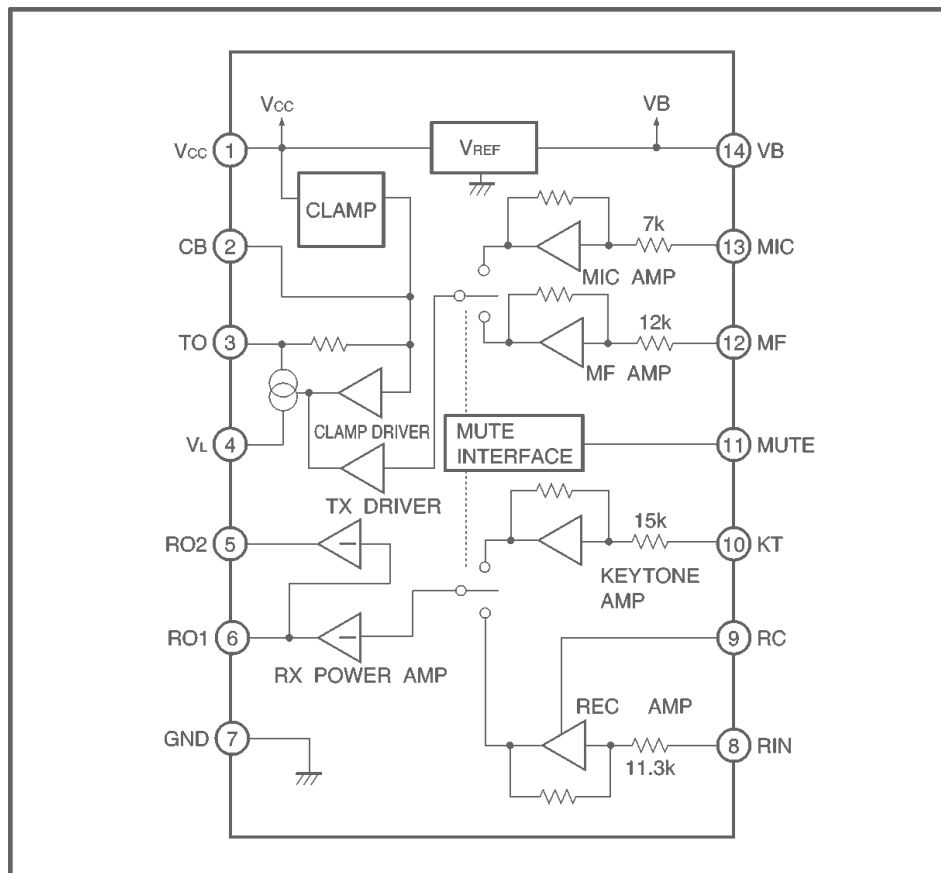 Vcc
VB
Vcc 1
VREF
14 VB
CLAMP
7k
CB 2
13 MIC
MIC AMP
TO 3
12k
12 MF
MF AMP
CLAMP DRIVER
VL 4
MUTE
INTERFACE
11 MUTE
TX DRIVER
15k
RO2 5
10 KT
KEYTONE
AMP
RO1 6
9 RC
RX POWER AMP
REC AMP
GND 7
8 RIN
11.3k